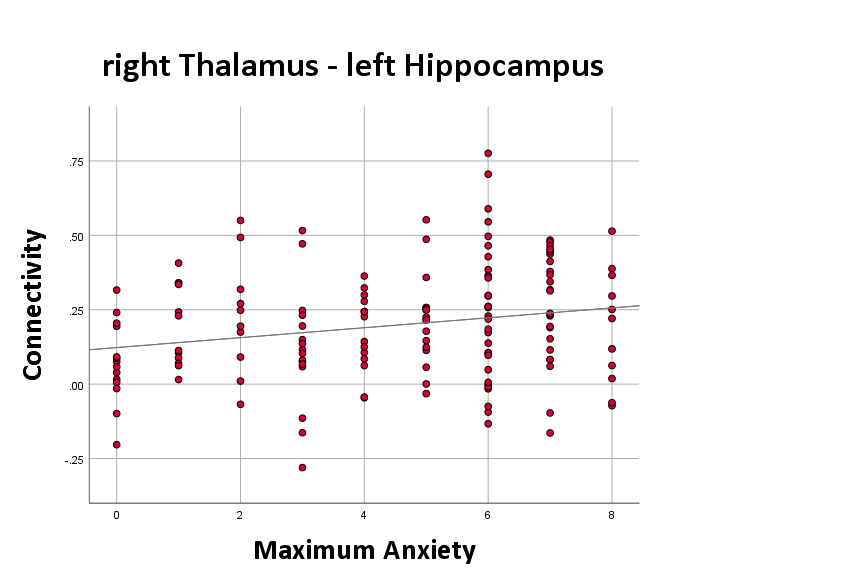 right Thalamus - left Hippocampus
.75
.50
.25
.00
-.25
Connectivity
0 2 4 6 8
Maximum Anxiety